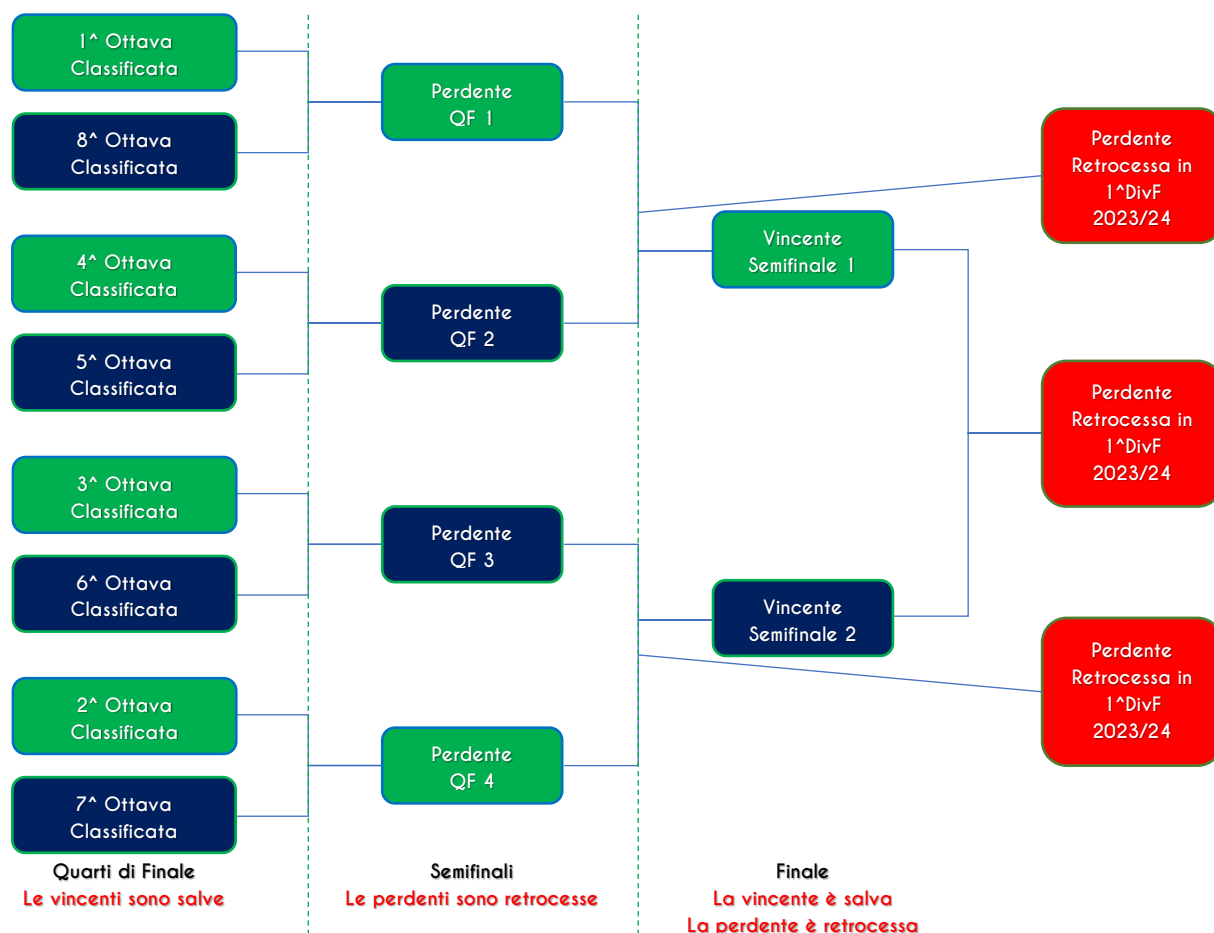 1^ Ottava
Classificata
8^ Ottava
Classificata
4^ Ottava
Classificata
5^ Ottava
Classificata
3^ Ottava
Classificata
6^ Ottava
Classificata
2^ Ottava
Classificata
7^ Ottava
Classificata
Quarti di Finale
Le vincenti sono salve
Perdente
QF 1
Perdente
QF 2
Perdente
QF 3
Perdente
QF 4
Semifinali
Le perdenti sono retrocesse
Vincente
Semifinale 1
Vincente
Semifinale 2
Finale
La vincente è salva
La perdente è retrocessa
Perdente
Retrocessa in
1^DivF
2023/24
Perdente
Retrocessa in
1^DivF
2023/24
Perdente
Retrocessa in
1^DivF
2023/24